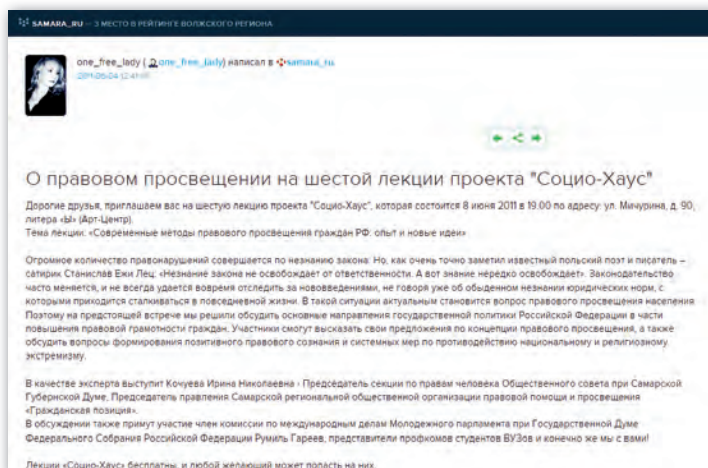 SAMARA_RU — 3 МЕСТО В РЕЙТИНГЕ ВОЛЖСКОГО РЕГИОНА
one_free_lady ( one_free_lady) написал в samara_ru
2011-06-04 12:41:00
О правовом просвещении на шестой лекции проекта "Социо-Хаус"
Дорогие друзья, приглашаем вас на шестую лекцию проекта "Социо-Хаус", которая состоится 8 июня 2011 в 19.00 по адресу: ул. Мичурина, д. 90,
литера «Ы» (Арт-Центр).
Тема лекции: «Современные методы правового просвещения граждан РФ: опыт и новые идеи»
Огромное количество правонарушений совершается по незнанию закона. Но, как очень точно заметил известный польский поэт и писатель –
сатирик Станислав Ежи Лец: «Незнание закона не освобождает от ответственности. А вот знание нередко освобождает». Законодательство
часто меняется, и не всегда удается вовремя отследить за нововведениями, не говоря уже об обыденном незнании юридических норм, с
которыми приходится сталкиваться в повседневной жизни. В такой ситуации актуальным становится вопрос правового просвещения населения
Поэтому на предстоящей встрече мы решили обсудить основные направления государственной политики Российской Федерации в части
повышения правовой грамотности граждан. Участники смогут высказать свои предложения по концепции правового просвещения, а также
обсудить вопросы формирования позитивного правового сознания и системных мер по противодействию национальному и религиозному
экстремизму.
В качестве эксперта выступит Кочуева Ирина Николаевна - Председатель секции по правам человека Общественного совета при Самарской
Губернской Думе, Председатель правления Самарской региональной общественной организации правовой помощи и просвещения
«Гражданская позиция».
В обсуждении также примут участие член комиссии по международным делам Молодежного парламента при Государственной Думе
Федерального Собрания Российской Федерации Румиль Гареев, представители профкомов студентов ВУЗов и конечно же мы с вами!
Лекции «Социо-Хаус» бесплатны, и любой желающий может попасть на них.